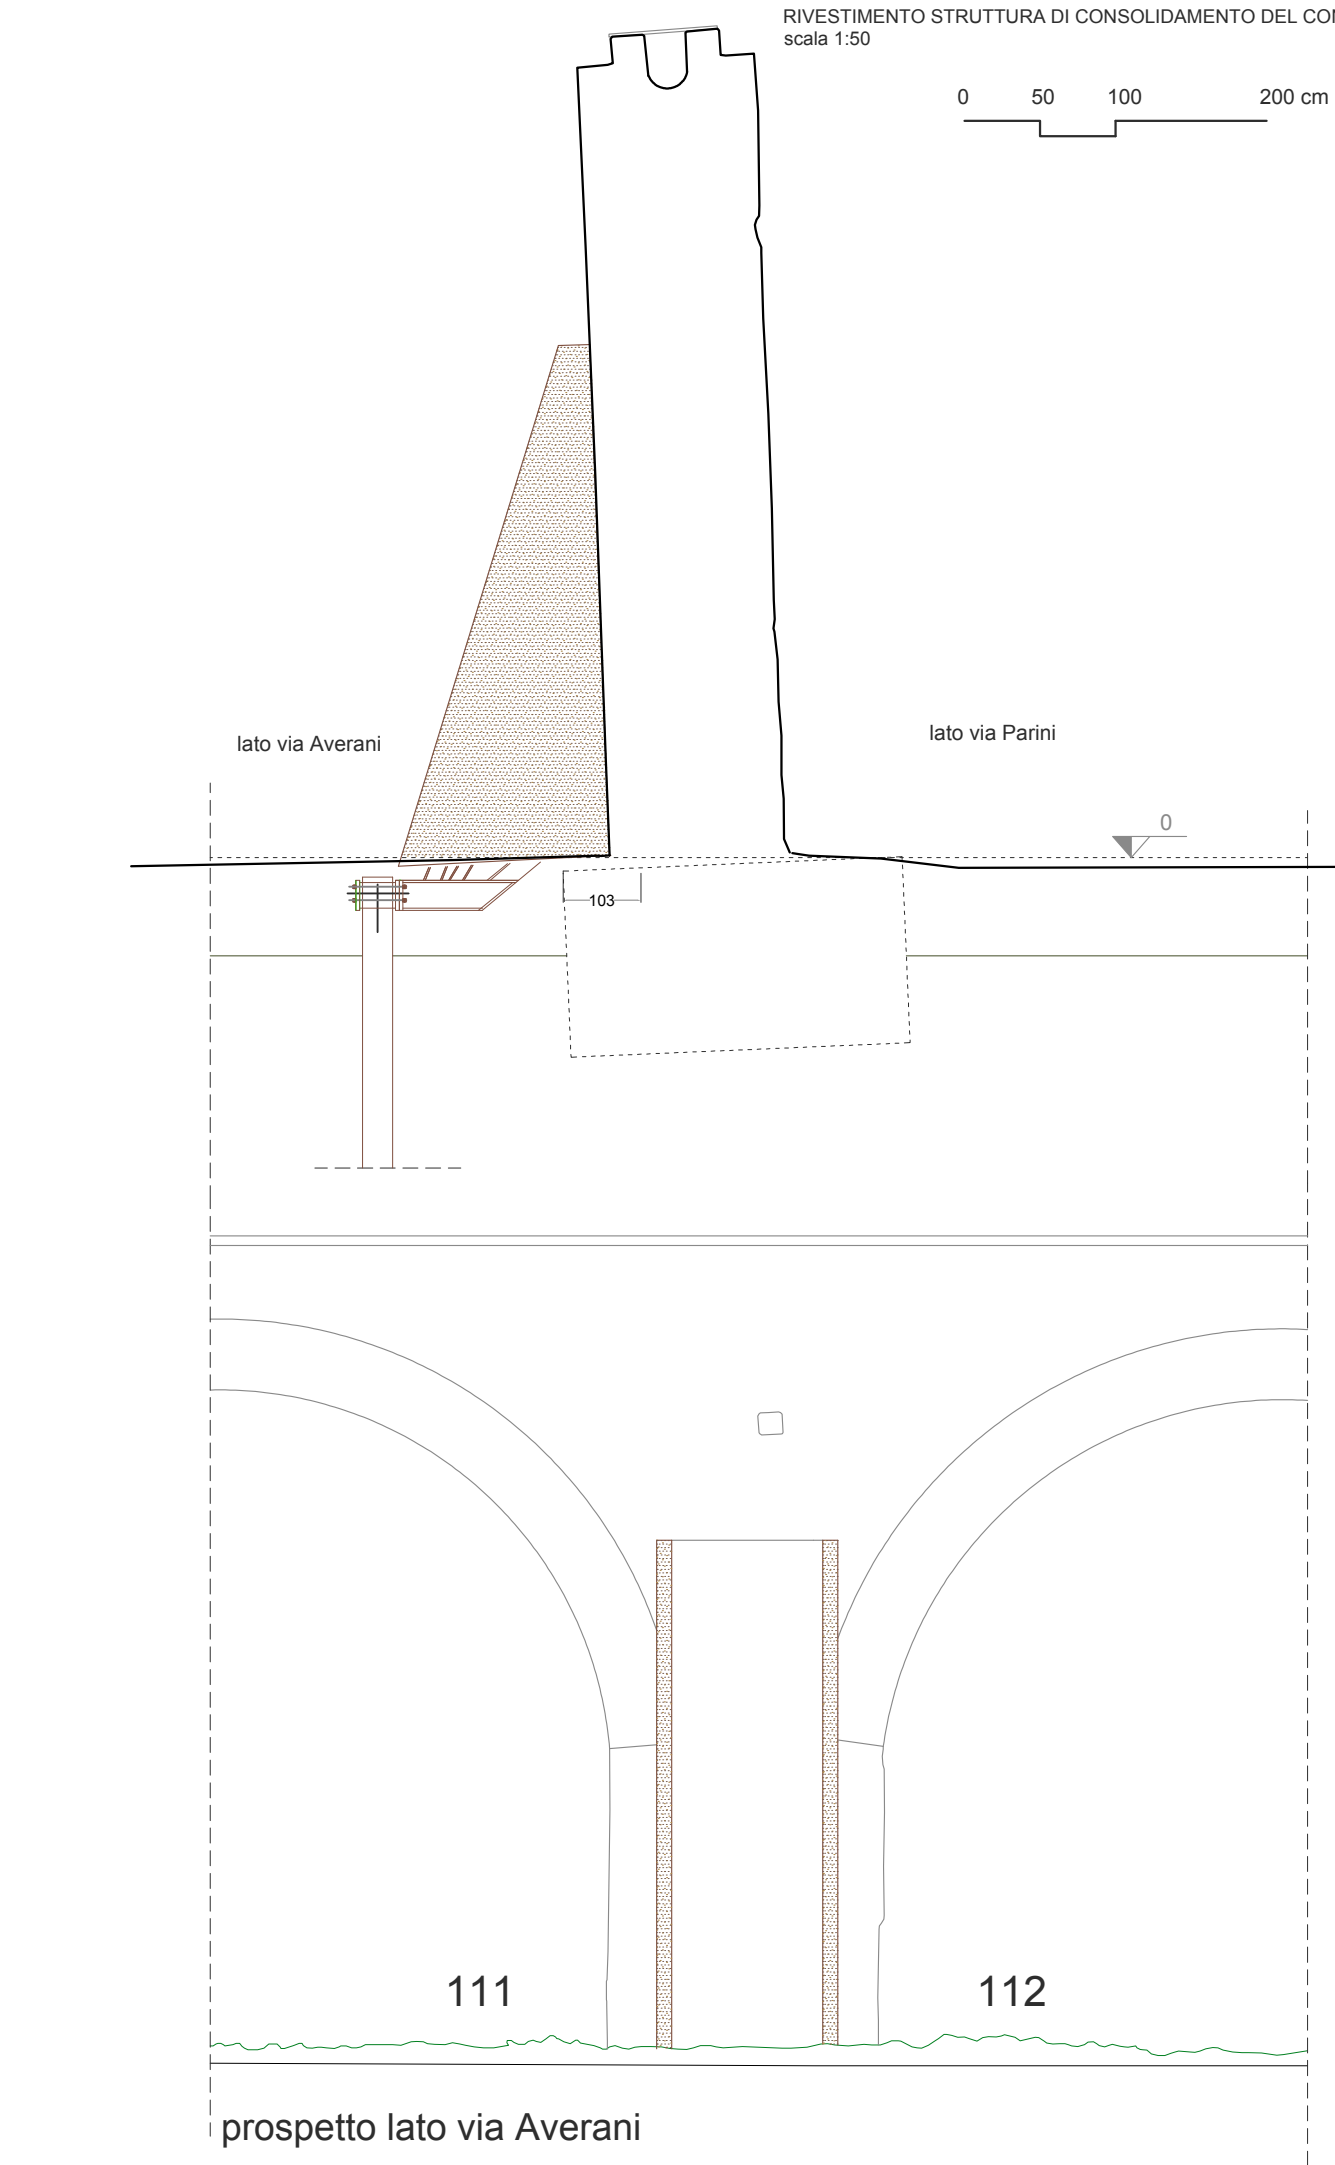 RIVESTIMENTO STRUTTURA DI CONSOLIDAMENTO DEL
scala 1:50
0 50 100 200 cm
lato via Averani
lato via Parini
0
103
111
112
prospetto lato via Averani